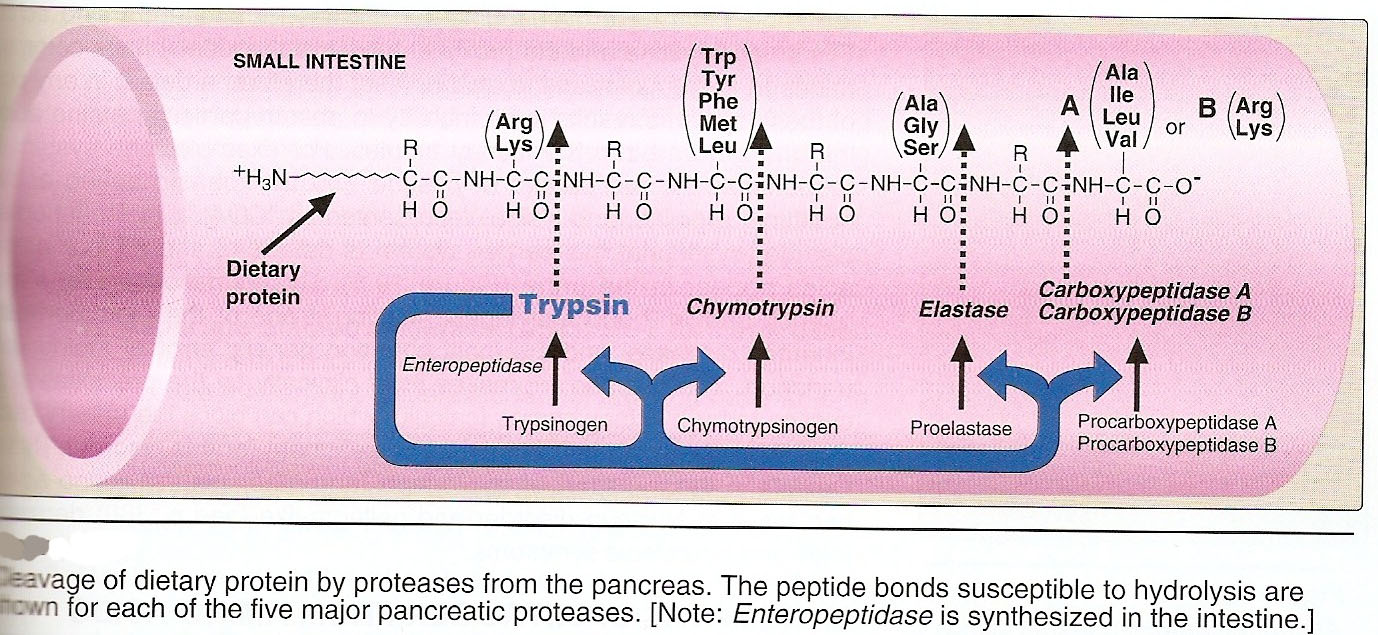 SMALL INTESTINE
Trp
Tyr
Phe
Met
Leu
Ala
Gly
Ser
A
Ala
Ile
Leu
Val
or
B
Arg
Lys
Arg
Lys
R R R R
⁺H₃N C–C–NH–C–C NH–C–C–NH–C–C NH–C–C–NH–C–C NH–C–C NH–C–C–O⁻
H O H O H O H O H O H O H O H O
Dietary
protein
Trypsin
Chymotrypsin
Elastase
Carboxypeptidase A
Carboxypeptidase B
Enteropeptidase
Trypsinogen
Chymotrypsinogen
Proelastase
Procarboxypeptidase A
Procarboxypeptidase B
of dietary protein by proteases from the pancreas. The peptide bonds susceptible to hydrolysis are
for each of the five major pancreatic proteases. [Note: Enteropeptidase is synthesized in the intestine.]